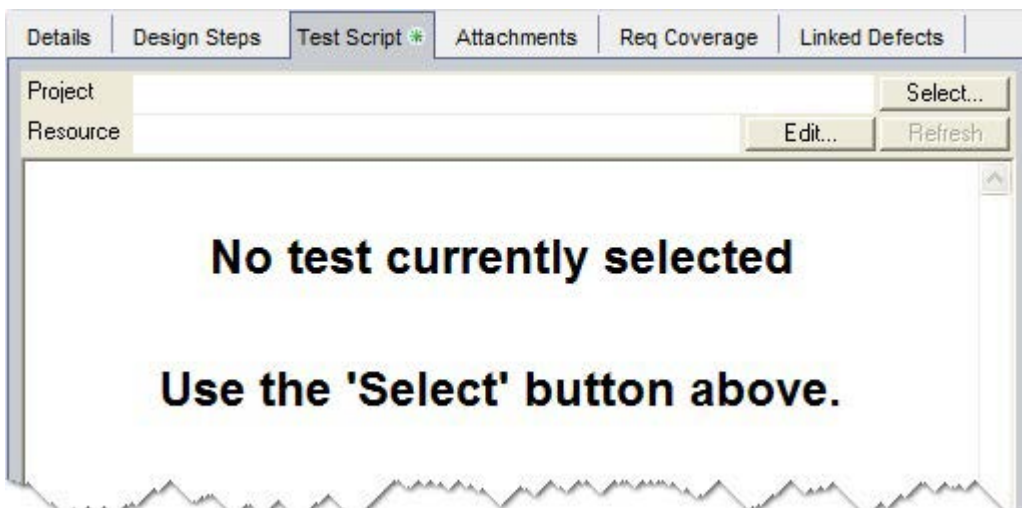 Details Design Steps Test Script Attachments Req Coverage Linked Defects
Project Select...
Resource Edit... Refresh
No test currently selected
Use the 'Select' button above.